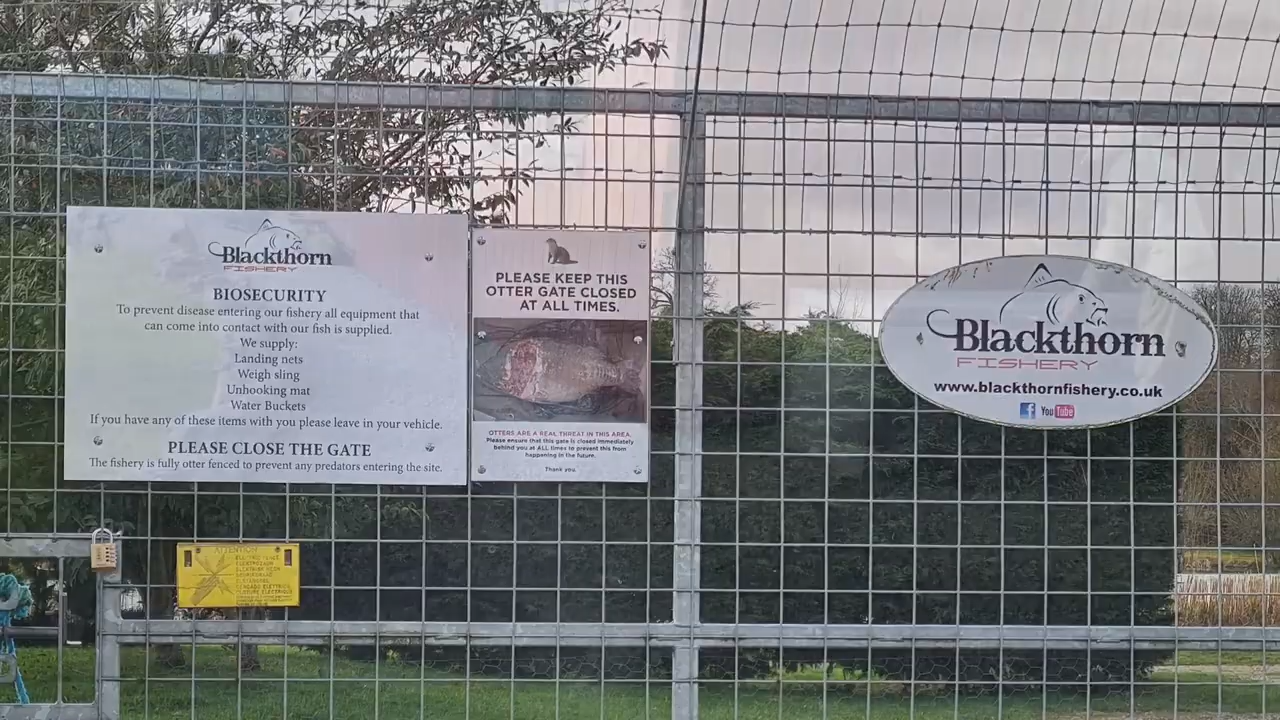 Blackthorn
FISHERY
BIOSECURITY
To prevent disease entering our fishery all equipment that
can come into contact with our fish is supplied.
We supply:
Landing nets
Weigh sling
Unhooking mat
Water Buckets
If you have any of these items with you please leave in your vehicle.
PLEASE CLOSE THE GATE
The fishery is fully otter fenced to prevent any predators entering the site.
PLEASE KEEP THIS
OTTER GATE CLOSED
AT ALL TIMES.
OTTERS ARE A REAL THREAT IN THIS AREA.
Please ensure that this gate is closed immediately
behind you at ALL times to prevent this from
happening in the future.
Thank you.
Blackthorn
FISHERY
www.blackthornfishery.co.uk
f YouTube
ATTENTION